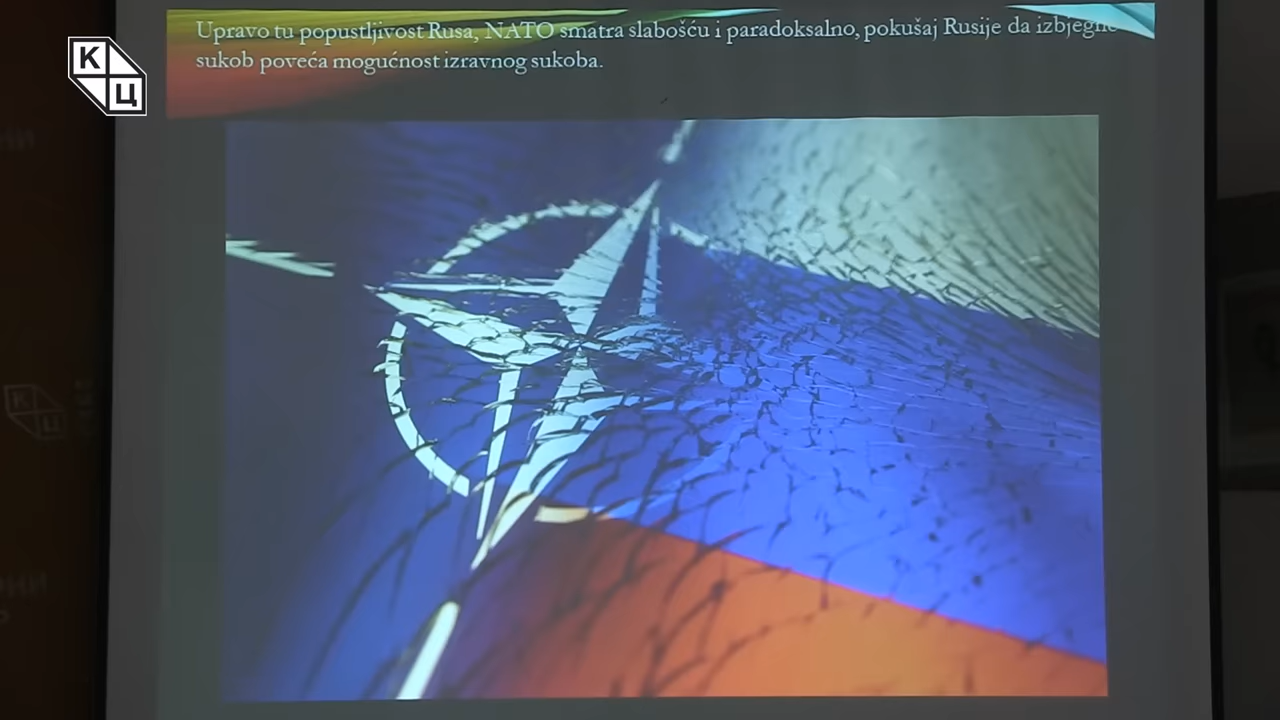 Upravo tu popustljivost Rusa, NATO smatra slabošću i paradoksalno, pokušaj Rusije da izbjegne
sukob poveća mogućnost izravnog sukoba.
К
Ц